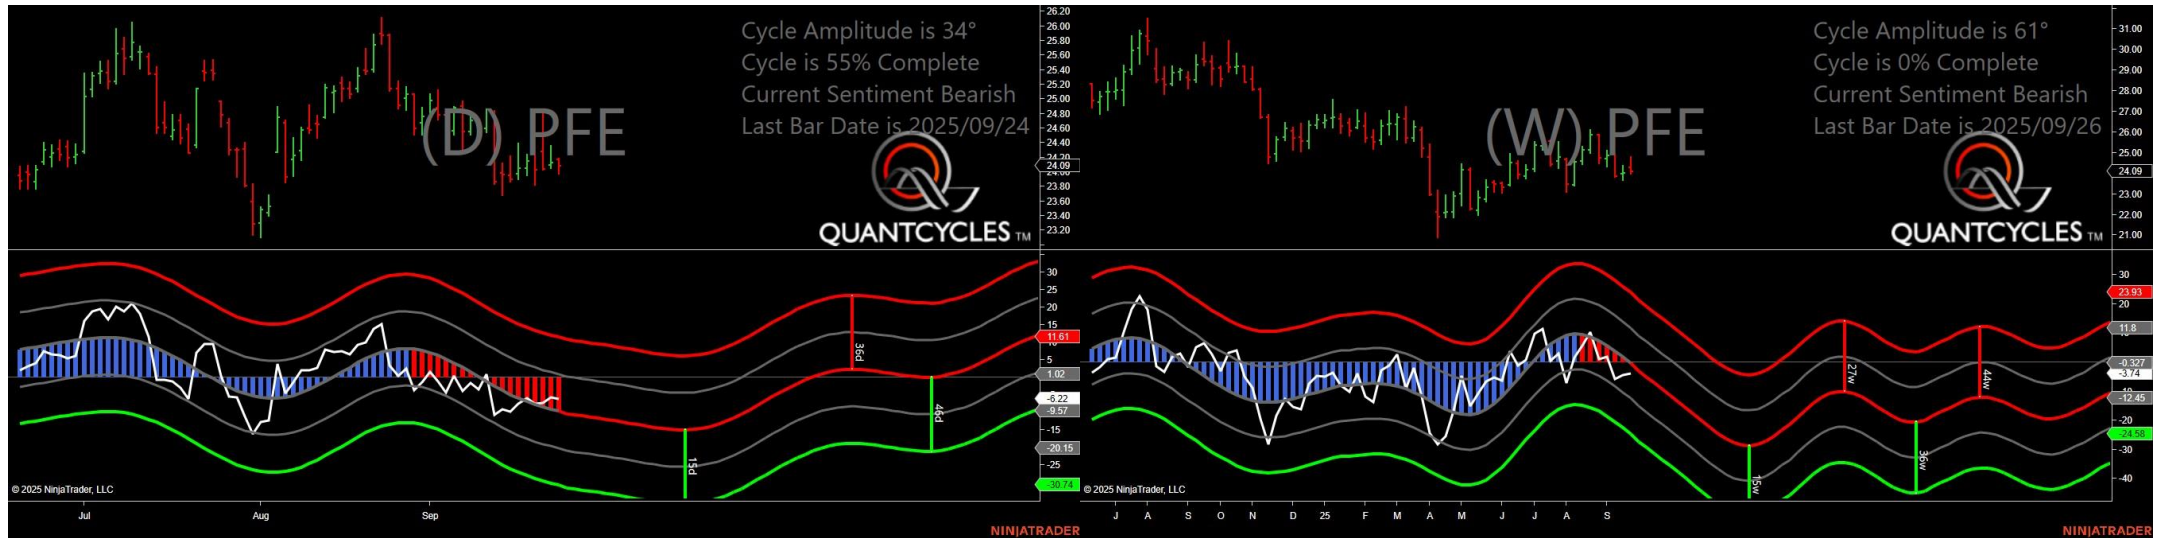 Cycle Amplitude is 34°
Cycle is 55% Complete
Current Sentiment Bearish
Last Bar Date is 2025/09/24
(D) PFE
QUANTCYCLES TM
26.20
26.00
25.80
25.60
25.40
25.20
25.00
24.80
24.60
24.40
24.20
24.09
24.00
23.80
23.60
23.40
23.20
30
25
20
15
11.61
5
1.02
-6.22
-9.57
-15
-20.15
-25
-30.74
15d
36d
46d
© 2025 NinjaTrader, LLC
Jul Aug Sep
NINJATRADER
Cycle Amplitude is 61°
Cycle is 0% Complete
Current Sentiment Bearish
Last Bar Date is 2025/09/26
(W) PFE
QUANTCYCLES TM
31.00
30.00
29.00
28.00
27.00
26.00
25.00
24.09
23.00
22.00
21.00
30
23.93
20
11.8
-0.327
-3.74
-12.45
-20
-24.58
-30
-40
15w
27w
36w
44w
© 2025 NinjaTrader, LLC
J A S O N D 25 F M A M J J A S
NINJATRADER